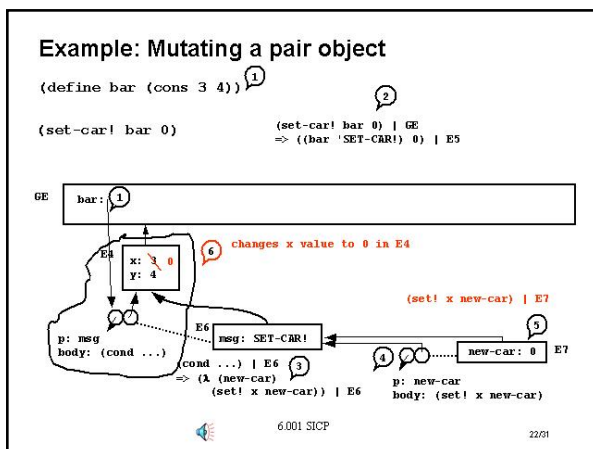 Example: Mutating a pair object
(define bar (cons 3 4))
1
(set-car! bar 0)
2
(set-car! bar 0) | GE
=> ((bar 'SET-CAR!) 0) | E5
GE
bar:
1
E4
x: 3 0
y: 4
6
changes x value to 0 in E4
(set! x new-car) | E7
p: msg
body: (cond ...)
E6
msg: SET-CAR!
5
new-car: 0
E7
(cond ...) | E6
=> (λ (new-car)
(set! x new-car)) | E6
3
4
p: new-car
body: (set! x new-car)
6.001 SICP
22/31